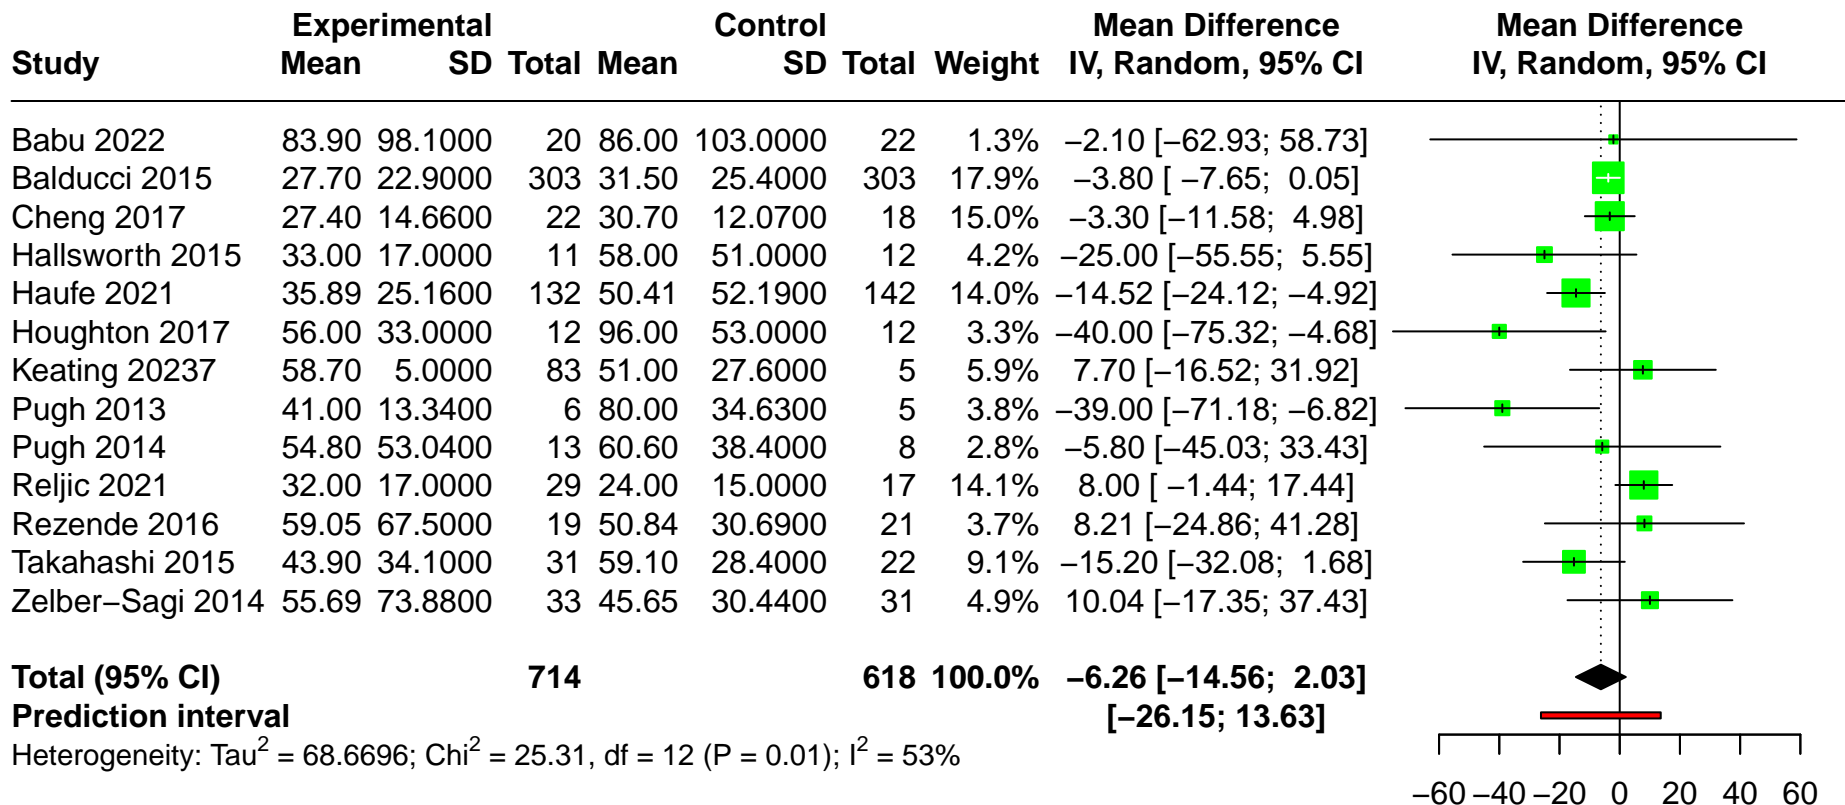 Experimental Control Mean Difference Mean Difference
Study Mean SD Total Mean SD Total Weight IV, Random, 95% CI IV, Random, 95% CI
Babu 2022 83.90 98.1000 20 86.00 103.0000 22 1.3% −2.10 [−62.93; 58.73]
Balducci 2015 27.70 22.9000 303 31.50 25.4000 303 17.9% −3.80 [ −7.65; 0.05]
Cheng 2017 27.40 14.6600 22 30.70 12.0700 18 15.0% −3.30 [−11.58; 4.98]
Hallsworth 2015 33.00 17.0000 11 58.00 51.0000 12 4.2% −25.00 [−55.55; 5.55]
Haufe 2021 35.89 25.1600 132 50.41 52.1900 142 14.0% −14.52 [−24.12; −4.92]
Houghton 2017 56.00 33.0000 12 96.00 53.0000 12 3.3% −40.00 [−75.32; −4.68]
Keating 20237 58.70 5.0000 83 51.00 27.6000 5 5.9% 7.70 [−16.52; 31.92]
Pugh 2013 41.00 13.3400 6 80.00 34.6300 5 3.8% −39.00 [−71.18; −6.82]
Pugh 2014 54.80 53.0400 13 60.60 38.4000 8 2.8% −5.80 [−45.03; 33.43]
Reljic 2021 32.00 17.0000 29 24.00 15.0000 17 14.1% 8.00 [ −1.44; 17.44]
Rezende 2016 59.05 67.5000 19 50.84 30.6900 21 3.7% 8.21 [−24.86; 41.28]
Takahashi 2015 43.90 34.1000 31 59.10 28.4000 22 9.1% −15.20 [−32.08; 1.68]
Zelber−Sagi 2014 55.69 73.8800 33 45.65 30.4400 31 4.9% 10.04 [−17.35; 37.43]
Total (95% CI) 714 618 100.0% −6.26 [−14.56; 2.03]
Prediction interval [−26.15; 13.63]
Heterogeneity: Tau² = 68.6696; Chi² = 25.31, df = 12 (P = 0.01); I² = 53%
−60 −40 −20 0 20 40 60